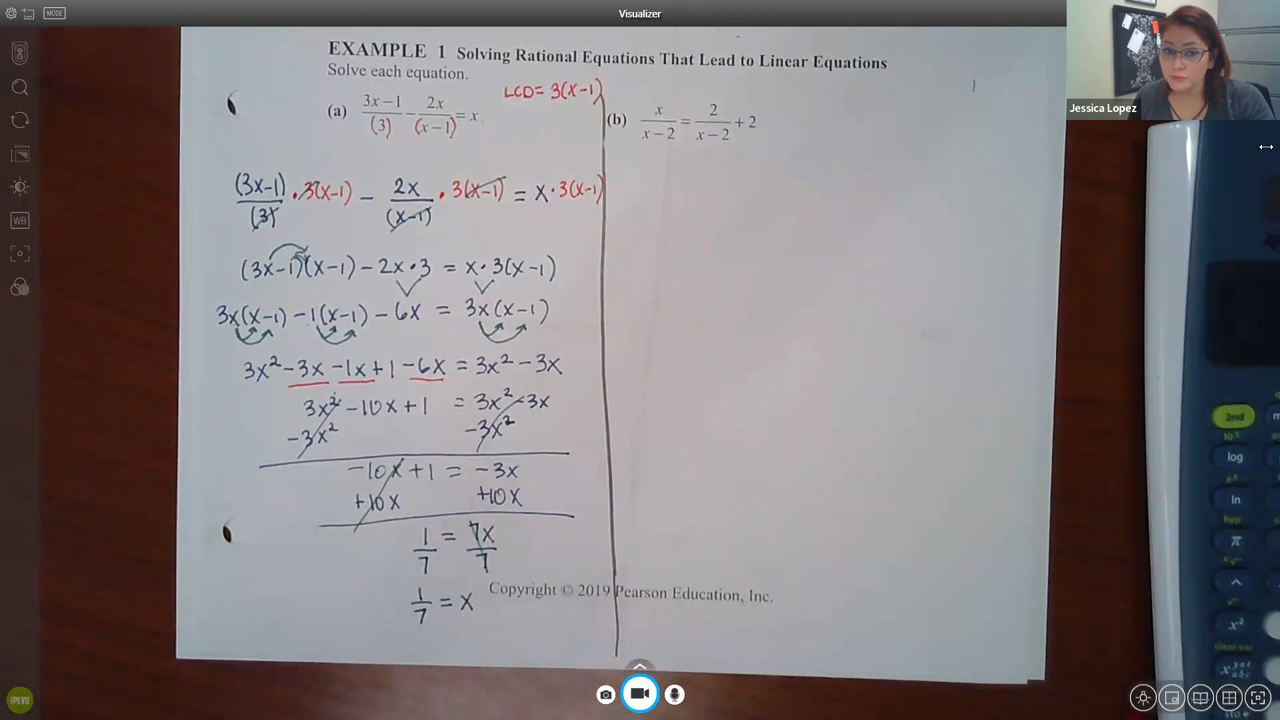 MODE
Visualizer
Jessica Lopez
EXAMPLE 1 Solving Rational Equations That Lead to Linear Equations
Solve each equation.
LCD = 3(x-1)
(a) 3x-1/(3) - 2x/(x-1) = x
(b) x/x-2 = 2/x-2 + 2
(3x-1)/(3) · 3(x-1) - 2x/(x-1) · 3(x-1) = x · 3(x-1)
(3x-1)(x-1) - 2x · 3 = x · 3(x-1)
3x(x-1) - 1(x-1) - 6x = 3x(x-1)
3x² - 3x - 1x + 1 - 6x = 3x² - 3x
3x² - 10x + 1 = 3x² - 3x
-3x² -3x²
-10x + 1 = -3x
+10x +10x
1/7 = 7x/7
1/7 = x
Copyright © 2019 Pearson Education, Inc.
WB
IPEVO
2nd
log
ln
hyp
π
^
x²